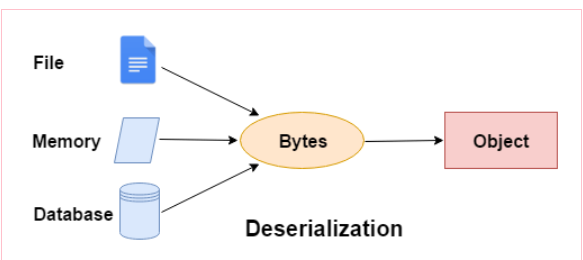 File
Memory
Bytes
Object
Database
Deserialization